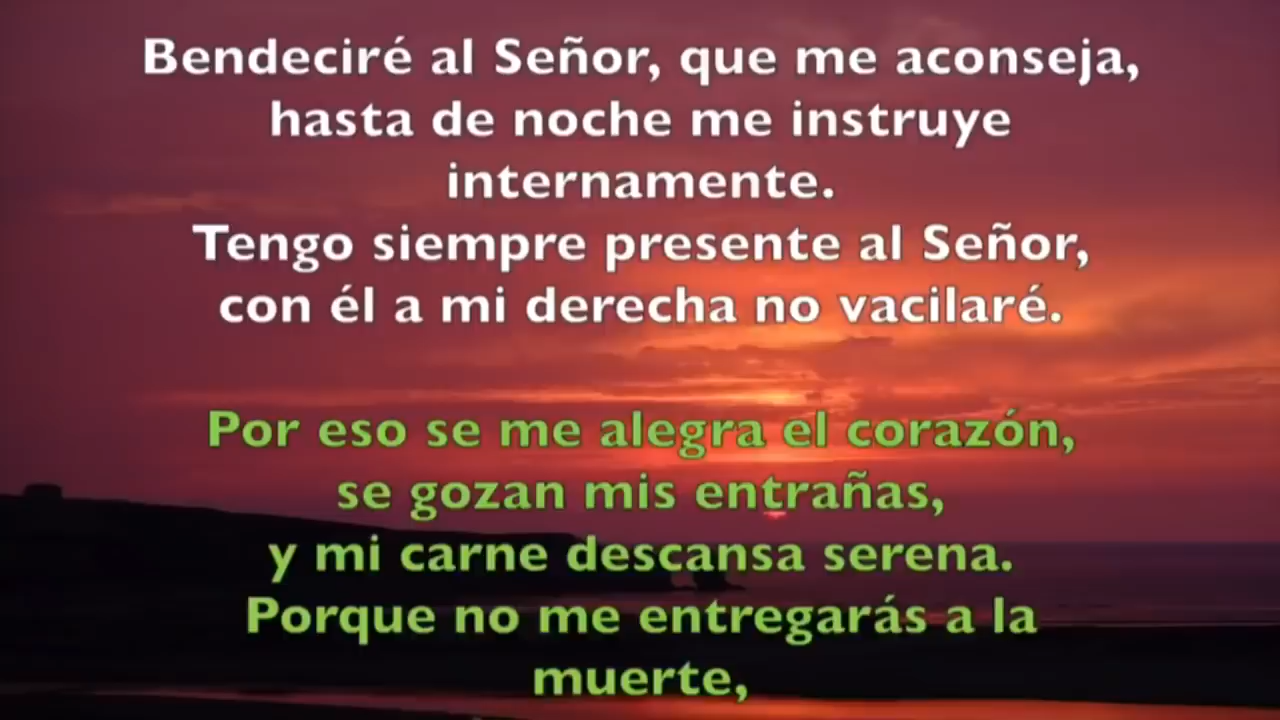 Bendeciré al Señor, que me aconseja,
hasta de noche me instruye
internamente.
Tengo siempre presente al Señor,
con él a mi derecha no vacilaré.
Por eso se me alegra el corazón,
se gozan mis entrañas,
y mi carne descansa serena.
Porque no me entregarás a la
muerte,